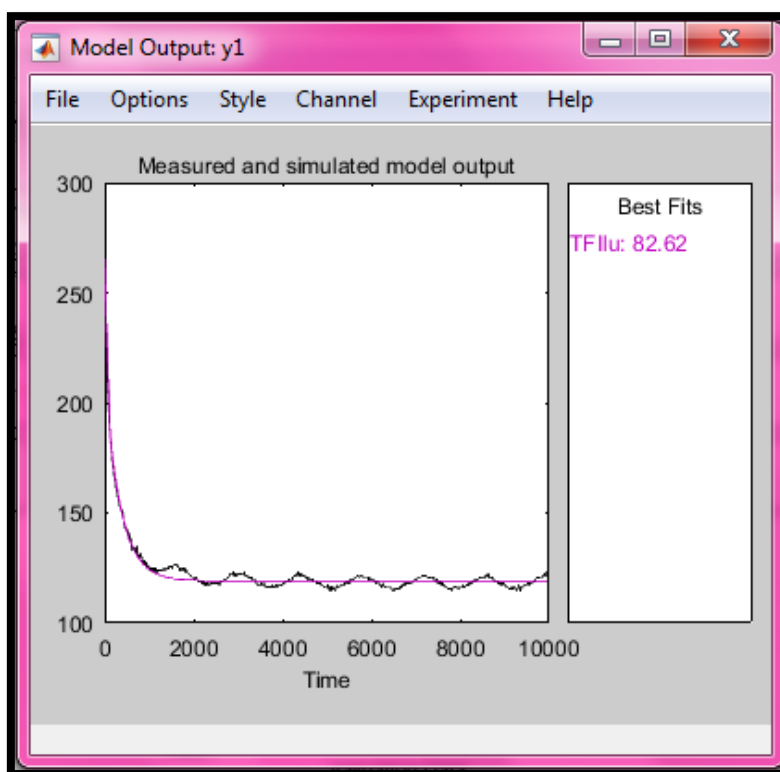 Model Output: y1
File Options Style Channel Experiment Help
Measured and simulated model output
Best Fits
TFIlu: 82.62
300
250
200
150
100
0 2000 4000 6000 8000 10000
Time